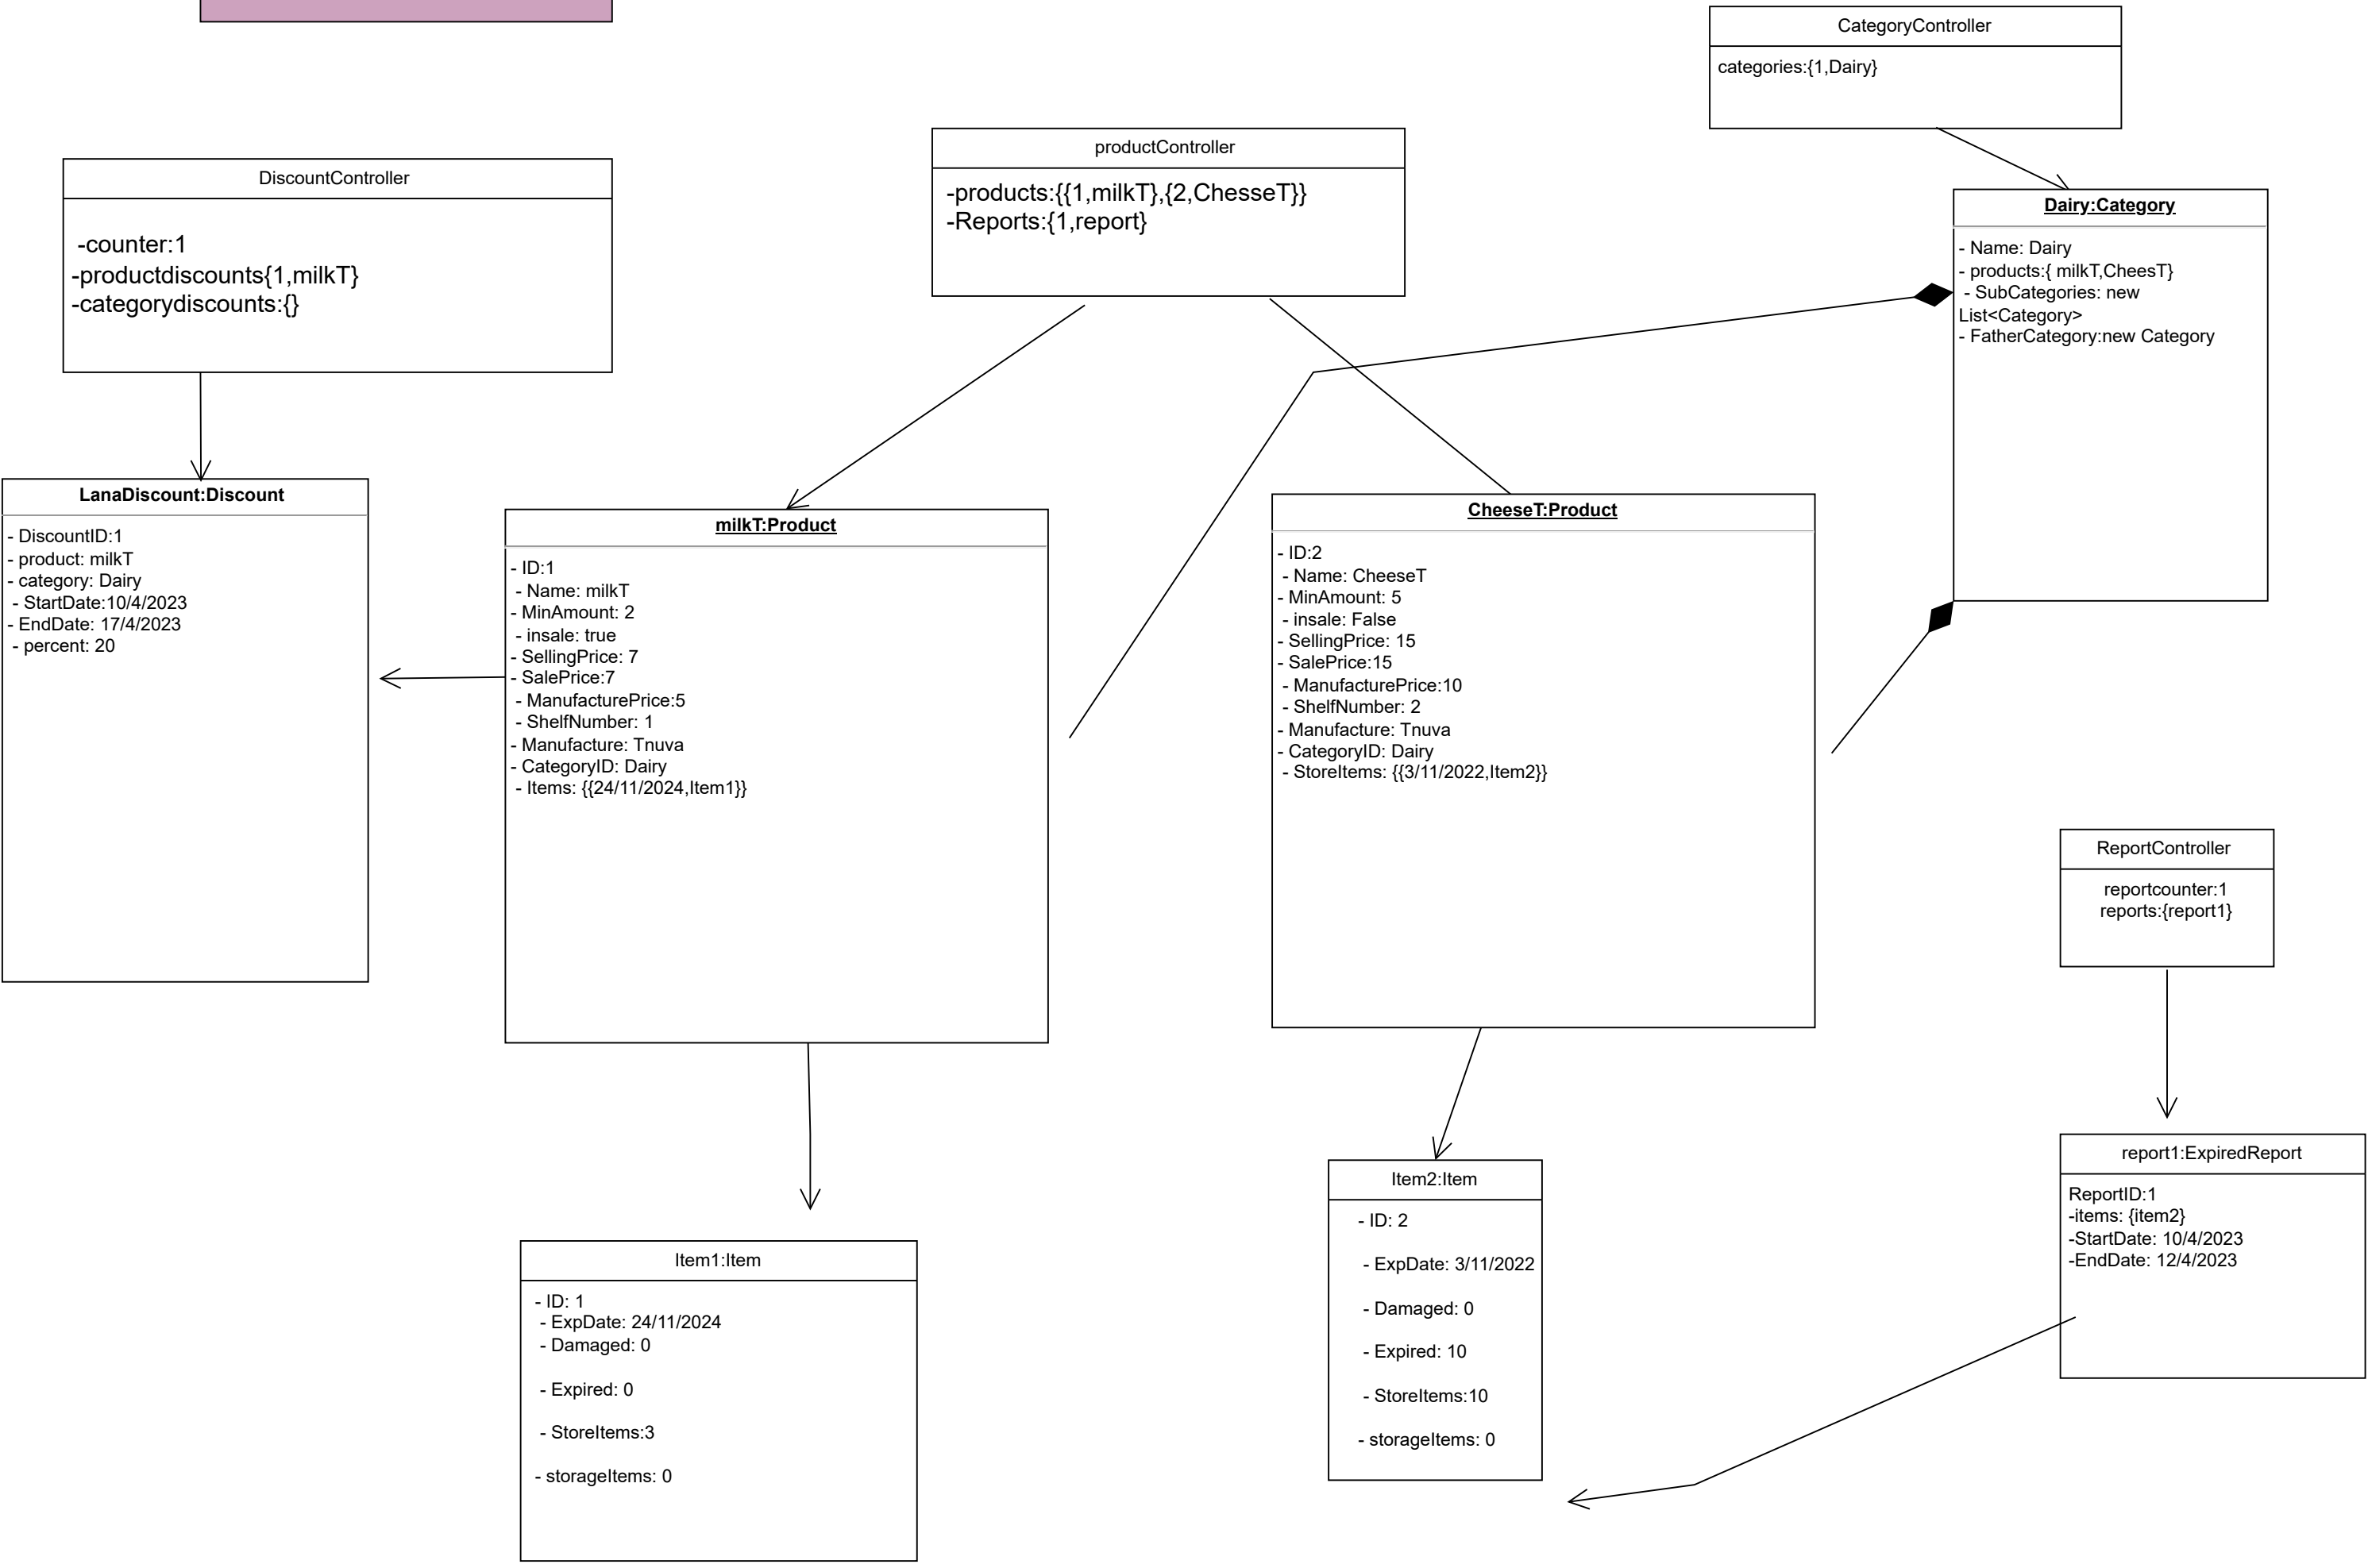 CategoryController
categories:{1,Dairy}
productController
-products:{{1,milkT},{2,ChesseT}}
-Reports:{1,report}
DiscountController
-counter:1
-productdiscounts{1,milkT}
-categorydiscounts:{}
Dairy:Category
- Name: Dairy
- products:{ milkT,CheesT}
- SubCategories: new
List<Category>
- FatherCategory:new Category
LanaDiscount:Discount
- DiscountID:1
- product: milkT
- category: Dairy
- StartDate:10/4/2023
- EndDate: 17/4/2023
- percent: 20
milkT:Product
- ID:1
- Name: milkT
- MinAmount: 2
- insale: true
- SellingPrice: 7
- SalePrice:7
- ManufacturePrice:5
- ShelfNumber: 1
- Manufacture: Tnuva
- CategoryID: Dairy
- Items: {{24/11/2024,Item1}}
CheeseT:Product
- ID:2
- Name: CheeseT
- MinAmount: 5
- insale: False
- SellingPrice: 15
- SalePrice:15
- ManufacturePrice:10
- ShelfNumber: 2
- Manufacture: Tnuva
- CategoryID: Dairy
- StoreItems: {{3/11/2022,Item2}}
ReportController
reportcounter:1
reports:{report1}
report1:ExpiredReport
ReportID:1
-items: {item2}
-StartDate: 10/4/2023
-EndDate: 12/4/2023
Item2:Item
- ID: 2
- ExpDate: 3/11/2022
- Damaged: 0
- Expired: 10
- StoreItems:10
- storageItems: 0
Item1:Item
- ID: 1
- ExpDate: 24/11/2024
- Damaged: 0
- Expired: 0
- StoreItems:3
- storageItems: 0